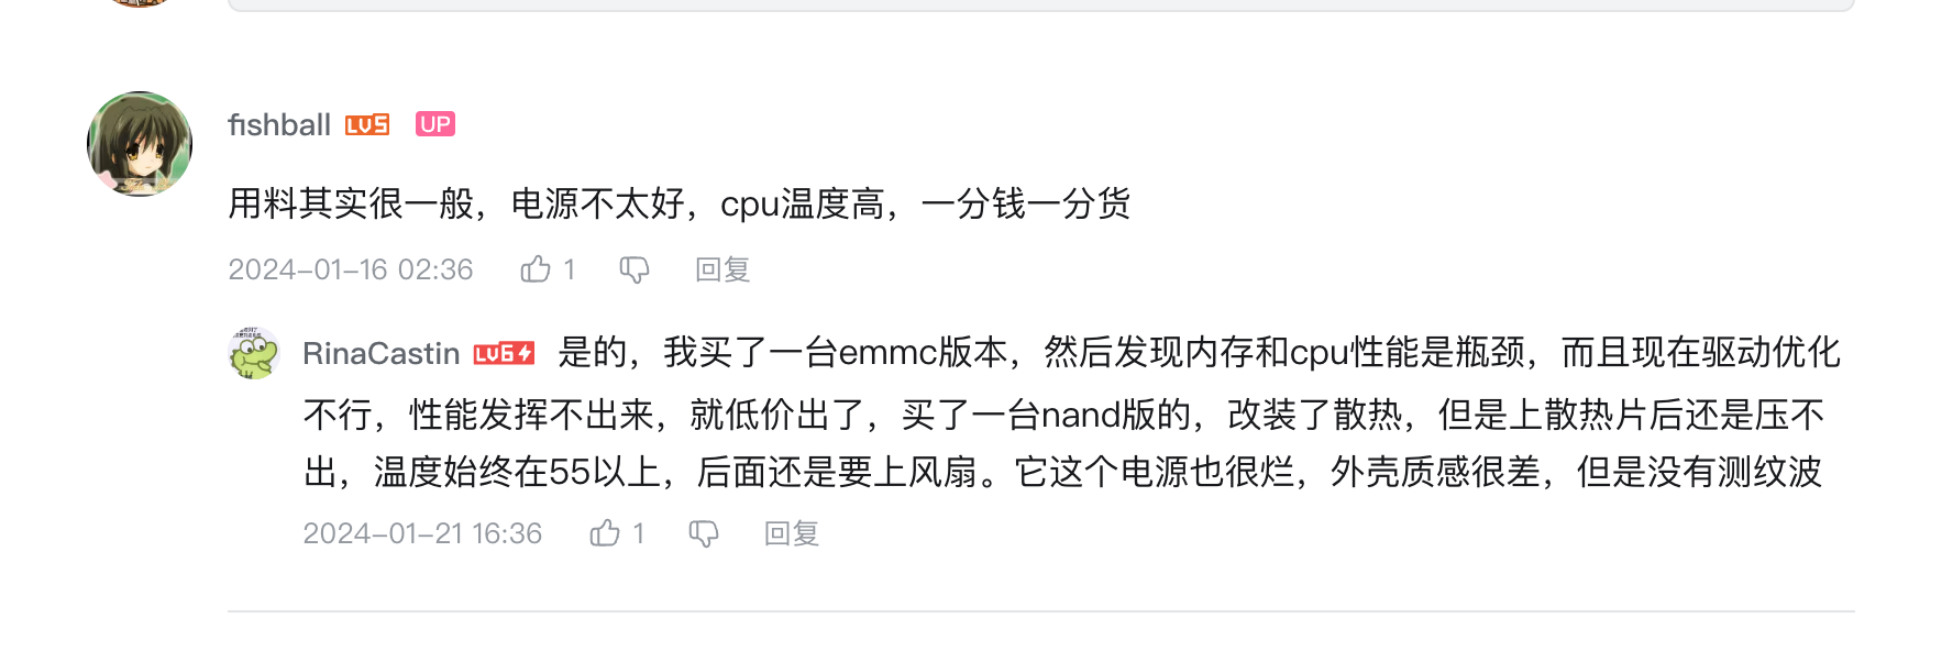 fishball LV5 UP
用料其实很一般，电源不太好，cpu温度高，一分钱一分货
2024-01-16 02:36 1 回复
RinaCastin LV6 是的，我买了一台emmc版本，然后发现内存和cpu性能是瓶颈，而且现在驱动优化
不行，性能发挥不出来，就低价出了，买了一台nand版的，改装了散热，但是上散热片后还是压不
出，温度始终在55以上，后面还是要上风扇。它这个电源也很烂，外壳质感很差，但是没有测纹波
2024-01-21 16:36 1 回复